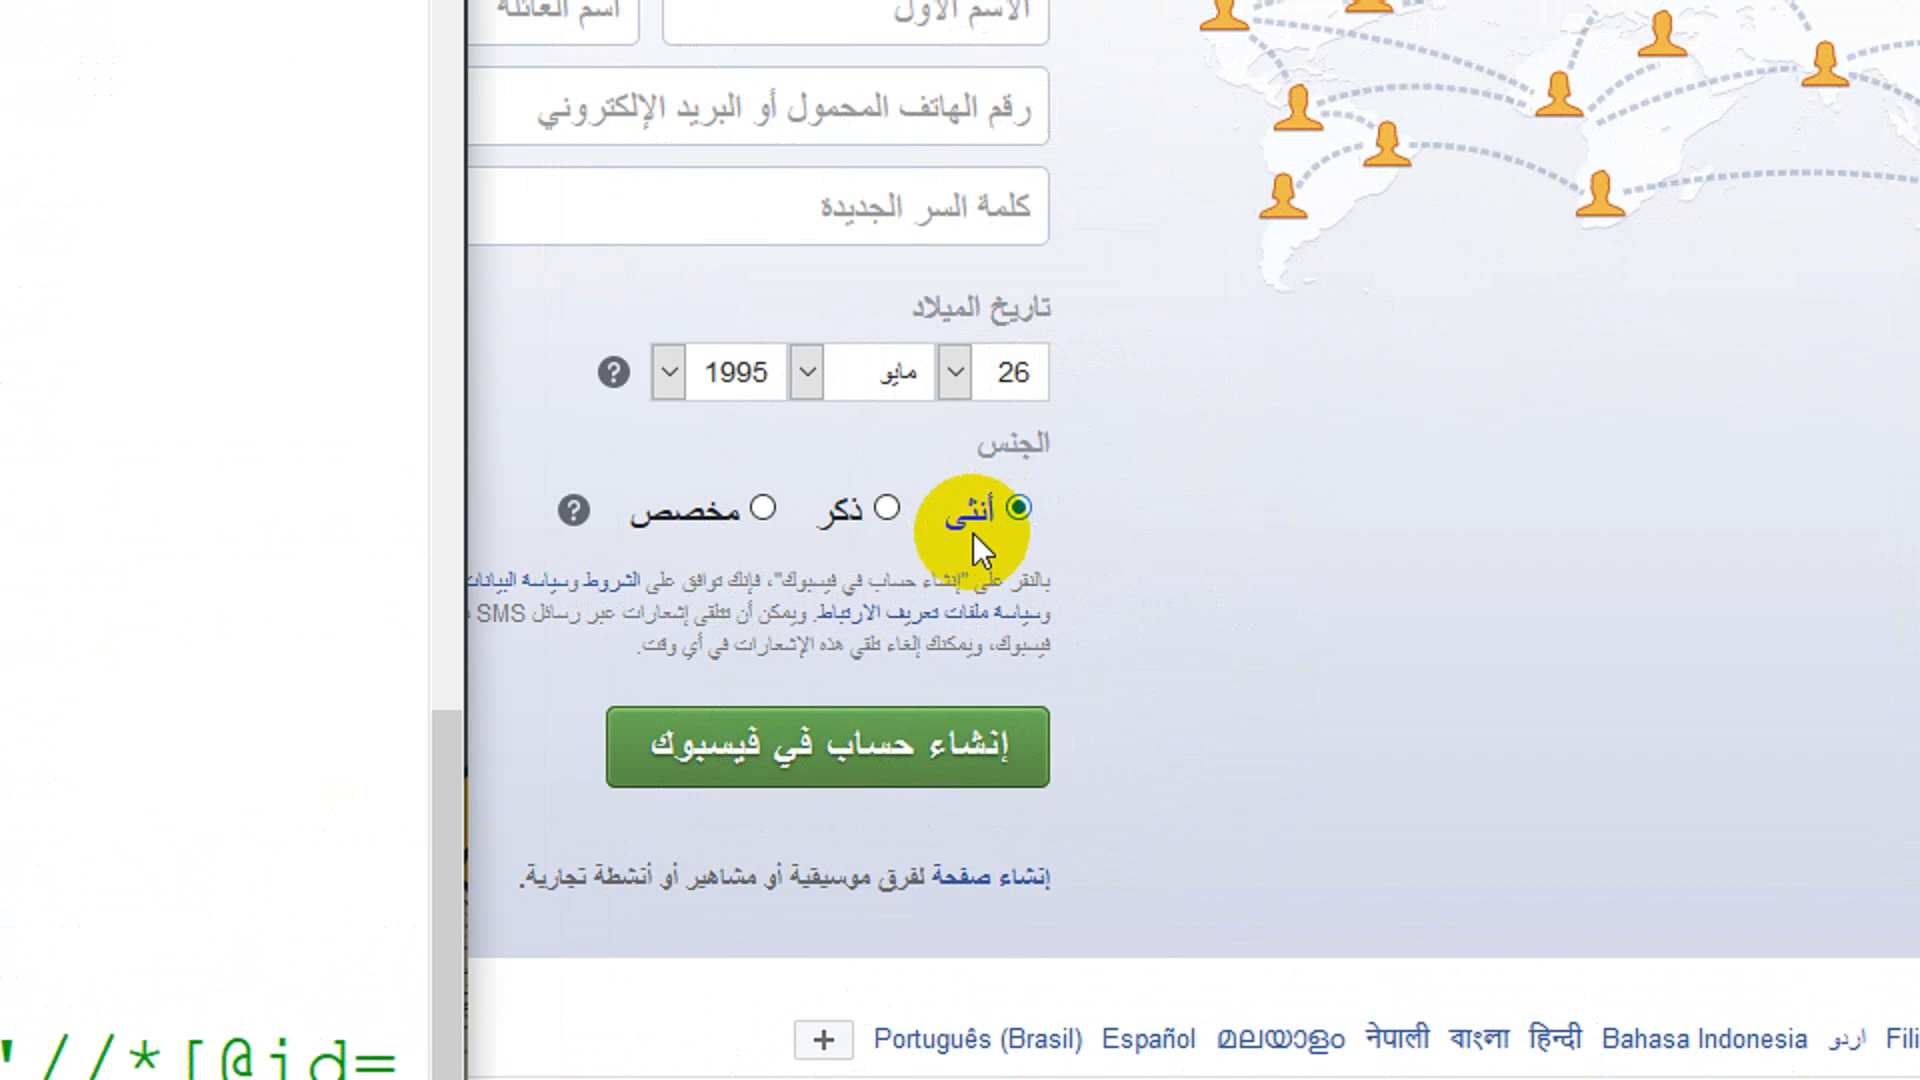 الاسم الأول اسم العائلة
رقم الهاتف المحمول أو البريد الإلكتروني
كلمة السر الجديدة
تاريخ الميلاد
26 مايو 1995 ?
الجنس
أنثى ذكر مخصص ?
بالنقر على "إنشاء حساب في فيسبوك"، فإنك توافق على الشروط وسياسة البيانات
وسياسة ملفات تعريف الارتباط. ويمكن أن تتلقى إشعارات عبر رسائل SMS
فيسبوك، ويمكنك إلغاء تلقي هذه الإشعارات في أي وقت.
إنشاء حساب في فيسبوك
إنشاء صفحة لفرق موسيقية أو مشاهير أو أنشطة تجارية.
+ Português (Brasil) Español മലയാളം नेपाली বাংলা हिन्दी Bahasa Indonesia اردو Fili
'//*[@id=